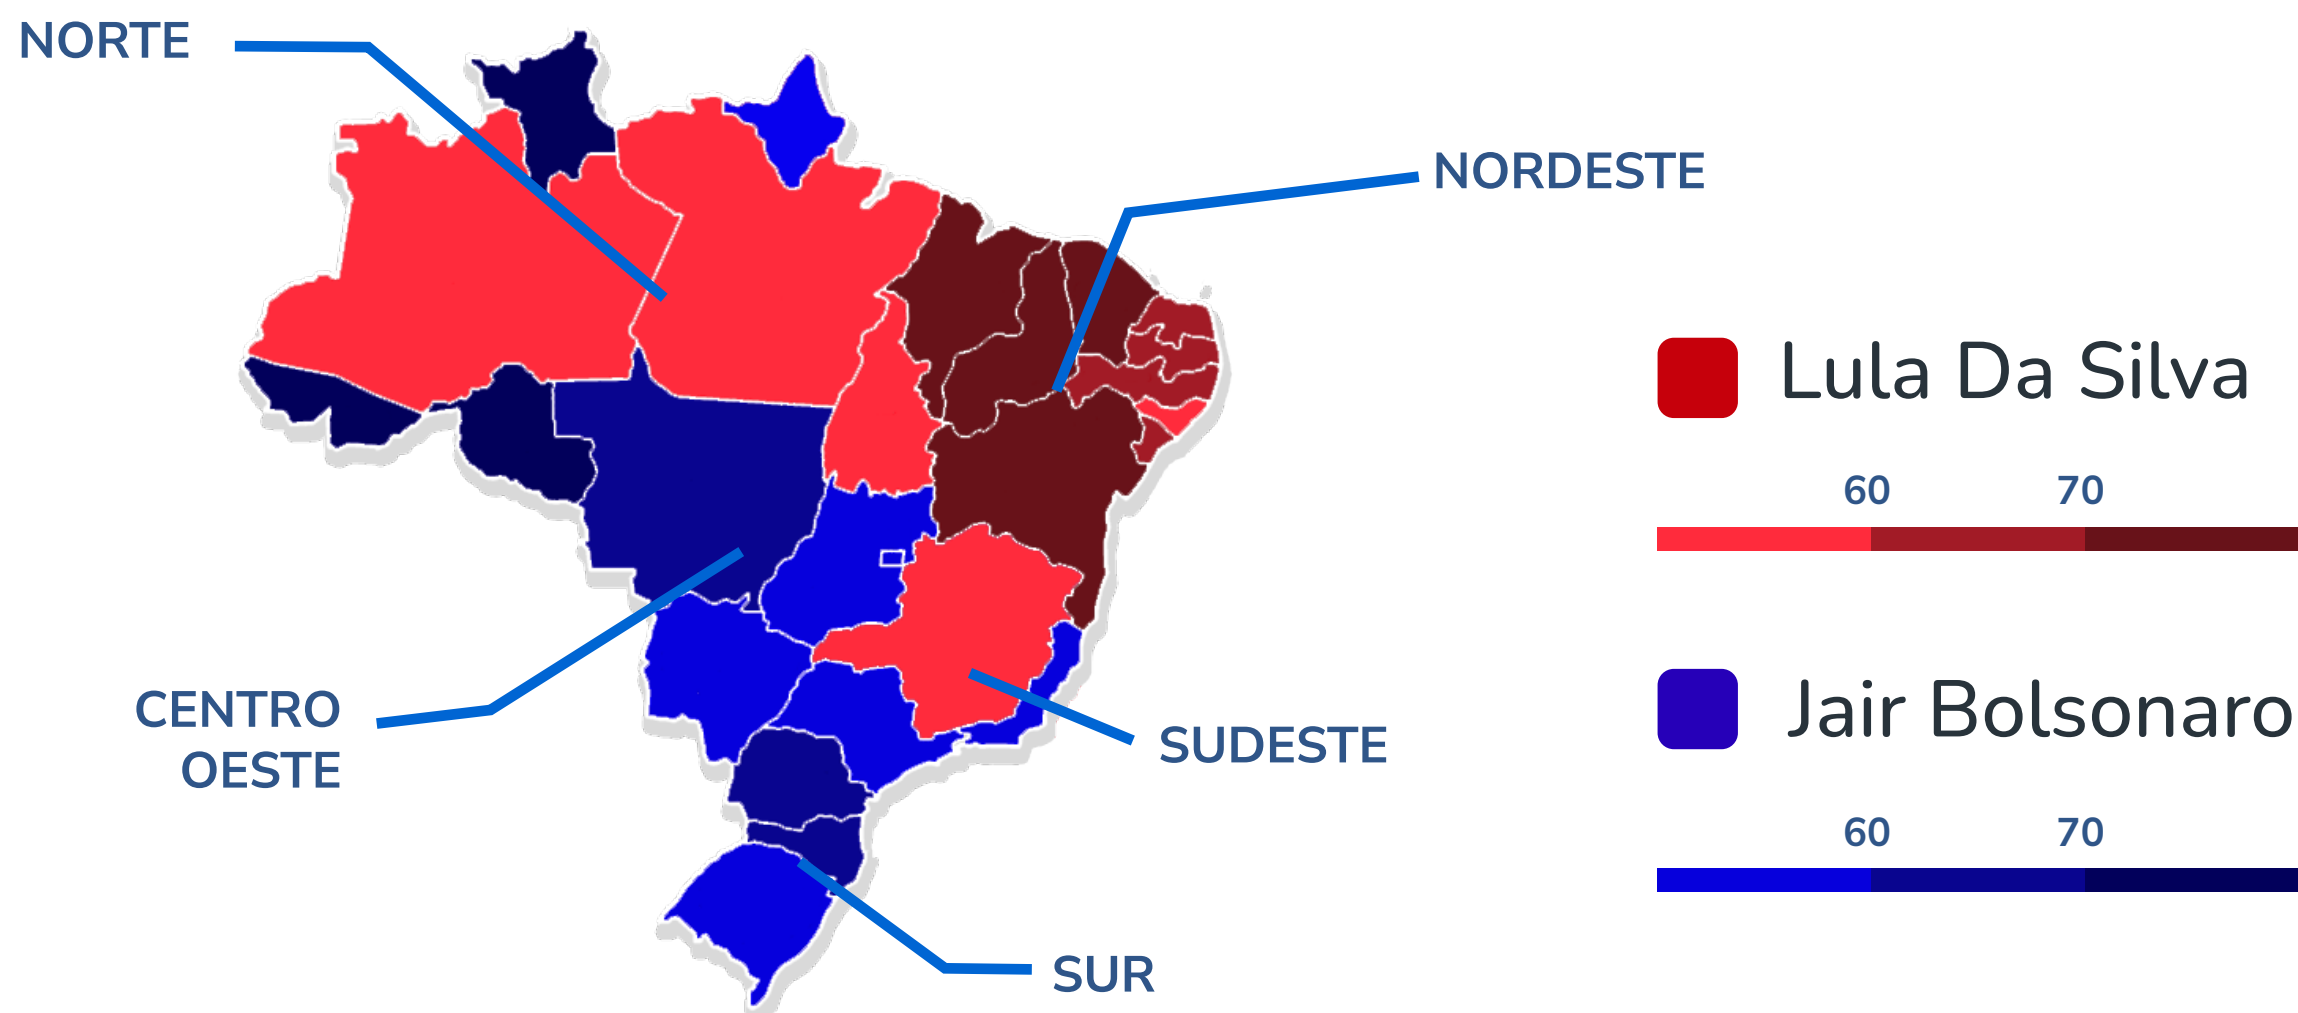 NORTE
NORDESTE
Lula Da Silva
60 70
CENTRO
OESTE
SUDESTE
Jair Bolsonaro
60 70
SUR